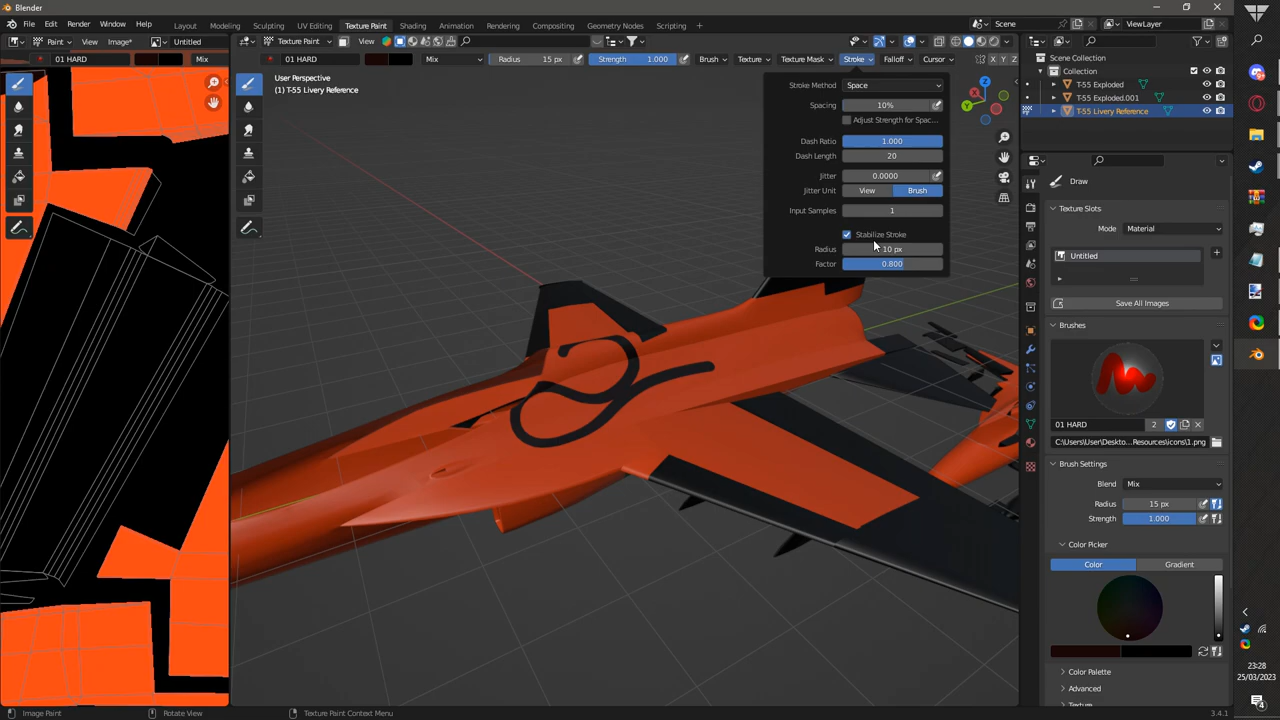 Blender
File Edit Render Window Help Layout Modeling Sculpting UV Editing Texture Paint Shading Animation Rendering Compositing Geometry Nodes Scripting + Scene ViewLayer
Paint View Image* Untitled Texture Paint View
01 HARD 01 HARD Mix Radius 15 px Strength 1.000 Brush Texture Texture Mask Stroke Falloff Cursor X Y Z
User Perspective
(1) T-55 Livery Reference
Stroke Method Space
Spacing 10%
Adjust Strength for Spac...
Dash Ratio 1.000
Dash Length 20
Jitter 0.0000
Jitter Unit View Brush
Input Samples 1
Stabilize Stroke
Radius 10 px
Factor 0.800
Z
X
Y
Scene Collection
Collection
T-55 Exploded
T-55 Exploded.001
T-55 Livery Reference
Draw
Texture Slots
Mode Material
Untitled
Save All Images
Brushes
01 HARD 2
C:\Users\User\Deskto...Resources\icons\1.png
Brush Settings
Blend Mix
Radius 15 px
Strength 1.000
Color Picker
Color Gradient
Color Palette
Advanced
Texture
Image Paint Rotate View Texture Paint Context Menu 3.4.1
23:28
25/03/2023
4